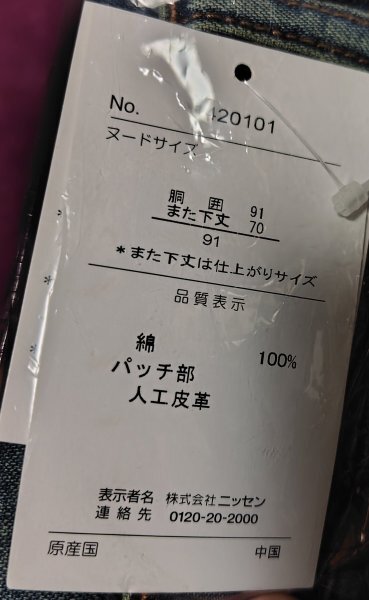 No. 420101
ヌードサイズ
胴囲 91
また下丈 70
91
*また下丈は仕上がりサイズ
品質表示
綿 100%
パッチ部
人工皮革
表示者名 株式会社ニッセン
連絡先 0120-20-2000
原産国 中国